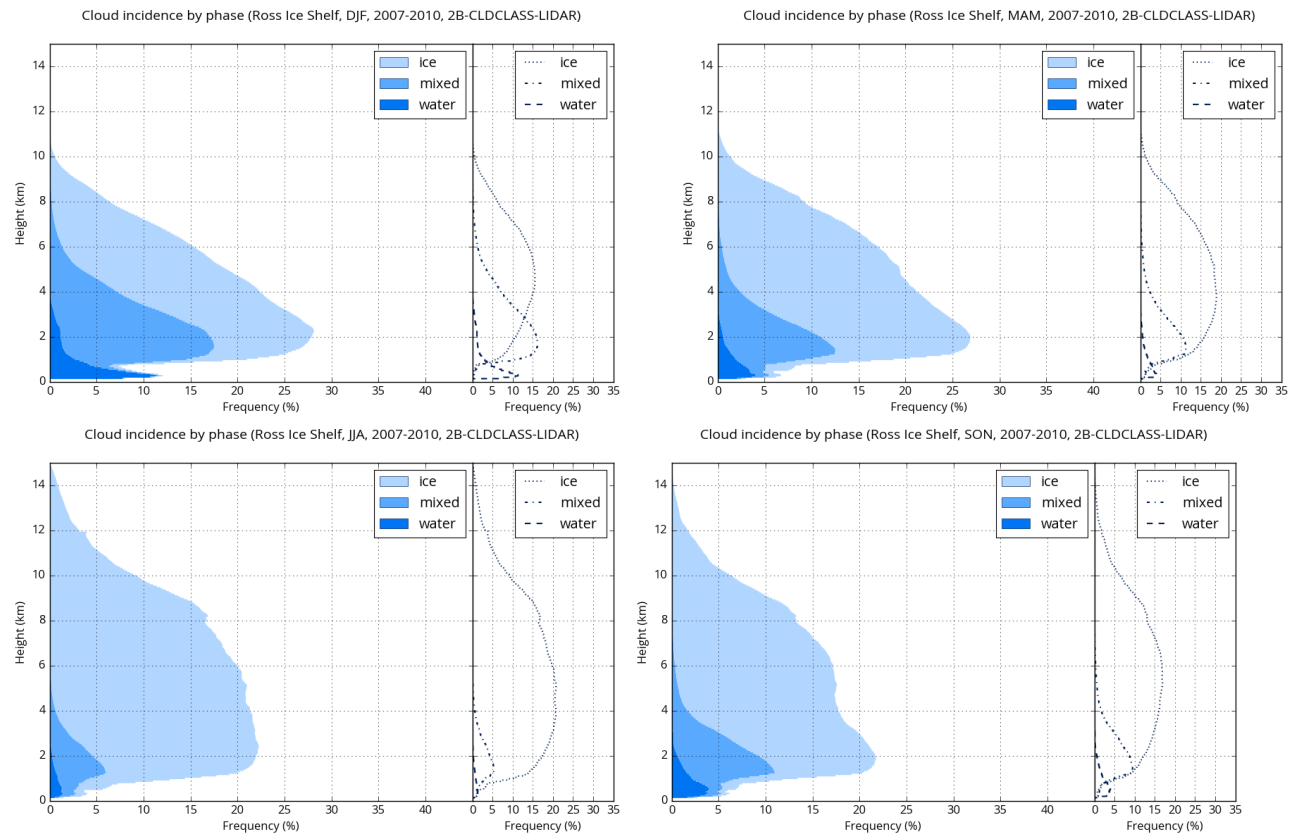 Cloud incidence by phase (Ross Ice Shelf, DJF, 2007-2010, 2B-CLDCLASS-LIDAR)
14
12
10
8
6
4
2
0
Height (km)
ice
mixed
water
ice
mixed
water
0 5 10 15 20 25 30 35 40
0 5 10 15 20 25 30 35
Frequency (%)
Frequency (%)
Cloud incidence by phase (Ross Ice Shelf, MAM, 2007-2010, 2B-CLDCLASS-LIDAR)
14
12
10
8
6
4
2
0
Height (km)
ice
mixed
water
ice
mixed
water
0 5 10 15 20 25 30 35 40
0 5 10 15 20 25 30 35
Frequency (%)
Frequency (%)
Cloud incidence by phase (Ross Ice Shelf, JJA, 2007-2010, 2B-CLDCLASS-LIDAR)
14
12
10
8
6
4
2
0
Height (km)
ice
mixed
water
ice
mixed
water
0 5 10 15 20 25 30 35 40
0 5 10 15 20 25 30 35
Frequency (%)
Frequency (%)
Cloud incidence by phase (Ross Ice Shelf, SON, 2007-2010, 2B-CLDCLASS-LIDAR)
14
12
10
8
6
4
2
0
Height (km)
ice
mixed
water
ice
mixed
water
0 5 10 15 20 25 30 35 40
0 5 10 15 20 25 30 35
Frequency (%)
Frequency (%)